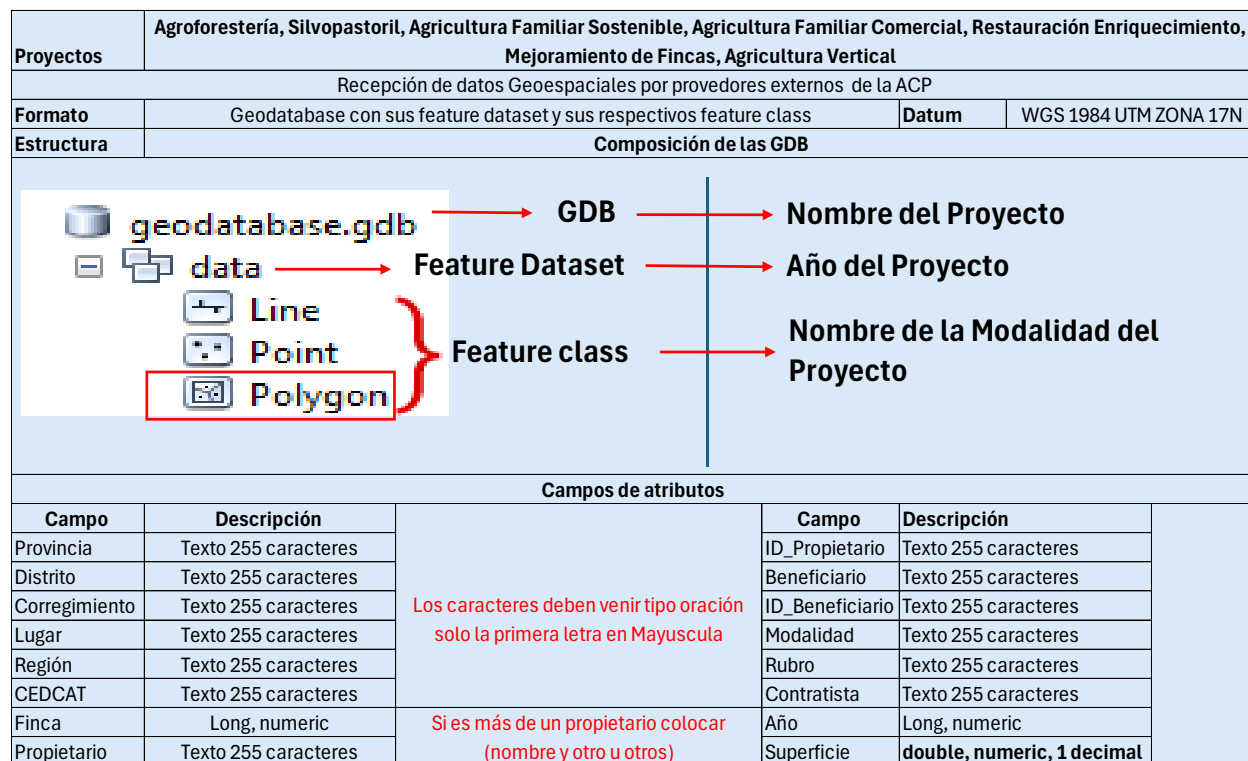 Proyectos
Agroforestería, Silvopastoril, Agricultura Familiar Sostenible, Agricultura Familiar Comercial, Restauración Enriquecimiento,
Mejoramiento de Fincas, Agricultura Vertical
Recepción de datos Geoespaciales por provedores externos de la ACP
Formato Geodatabase con sus feature dataset y sus respectivos feature class Datum WGS 1984 UTM ZONA 17N
Estructura Composición de las GDB
geodatabase.gdb GDB Nombre del Proyecto
data Feature Dataset Año del Proyecto
Line
Point Feature class Nombre de la Modalidad del
Proyecto
Polygon
Campos de atributos
Campo Descripción Campo Descripción
Provincia Texto 255 caracteres ID_Propietario Texto 255 caracteres
Distrito Texto 255 caracteres Beneficiario Texto 255 caracteres
Corregimiento Texto 255 caracteres Los caracteres deben venir tipo oración ID_Beneficiario Texto 255 caracteres
Lugar Texto 255 caracteres solo la primera letra en Mayuscula Modalidad Texto 255 caracteres
Región Texto 255 caracteres Rubro Texto 255 caracteres
CEDCAT Texto 255 caracteres Contratista Texto 255 caracteres
Finca Long, numeric Si es más de un propietario colocar Año Long, numeric
Propietario Texto 255 caracteres (nombre y otro u otros) Superficie double, numeric, 1 decimal